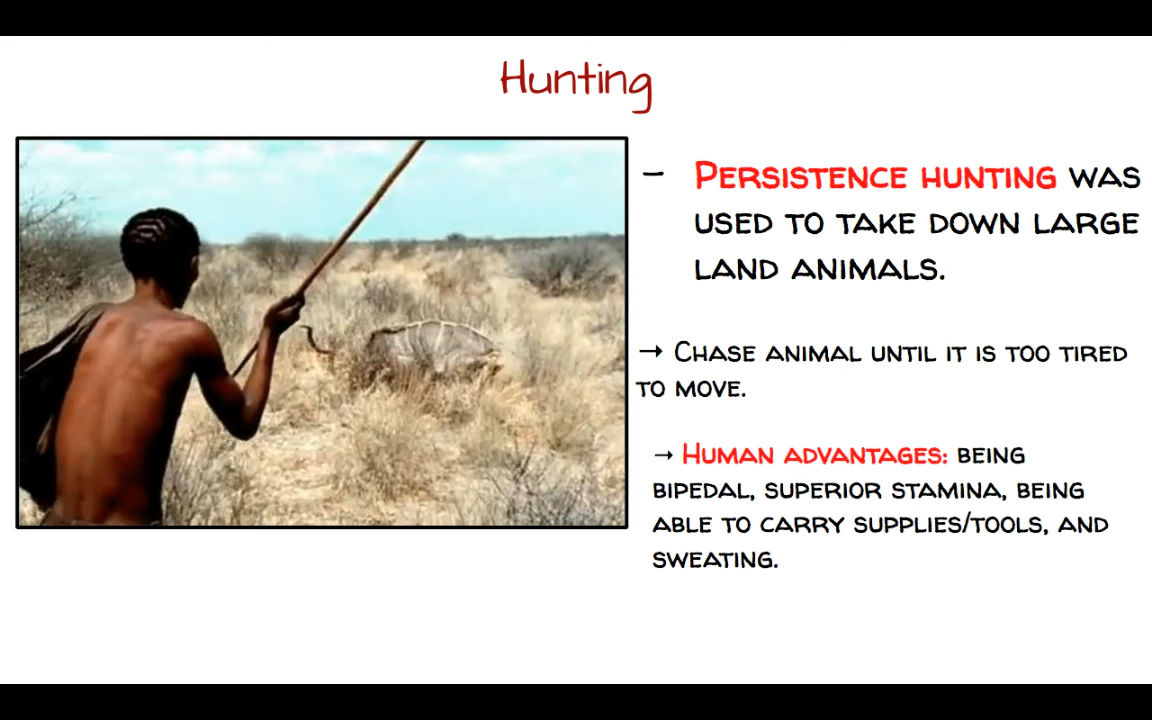 Hunting
- Persistence hunting was
used to take down large
land animals.
→ Chase animal until it is too tired
to move.
→ Human advantages: being
bipedal, superior stamina, being
able to carry supplies/tools, and
sweating.